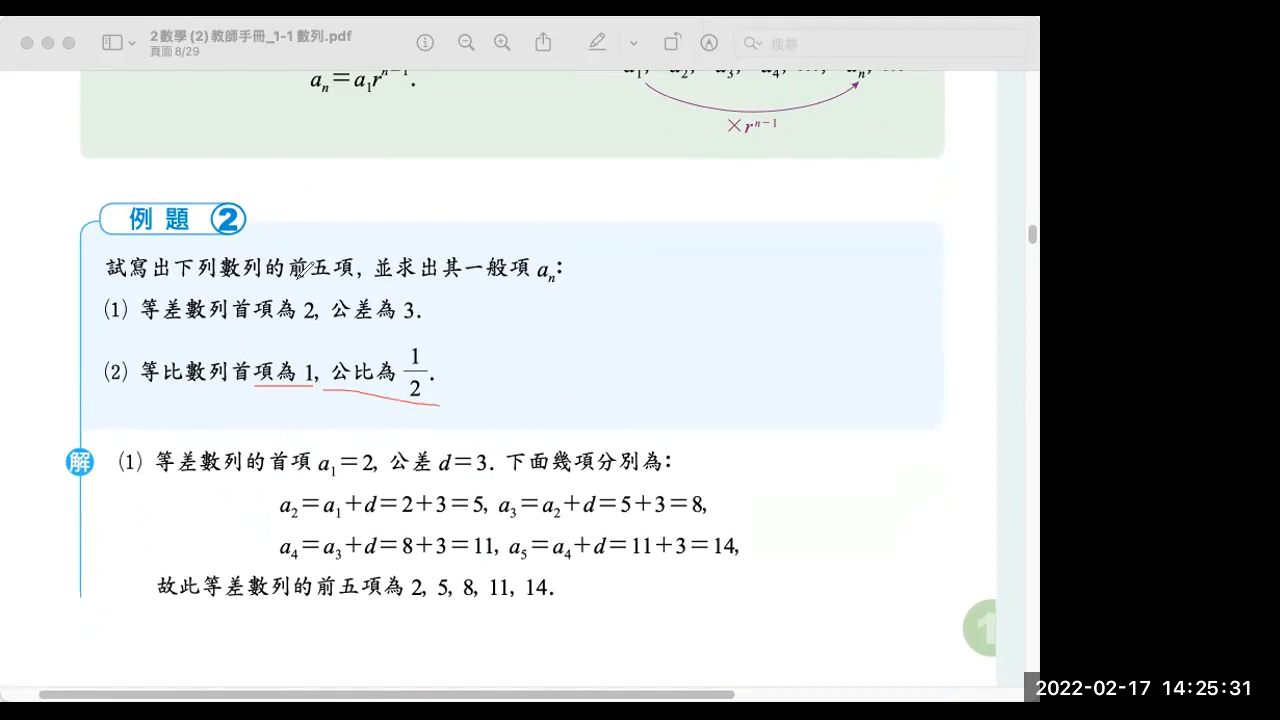 2數學 (2)教師手冊_1-1 數列.pdf
頁面 8/29
搜尋
aₙ＝a₁rⁿ⁻¹.
a₁, a₂, a₃, a₄, ⋯, aₙ, ⋯
×rⁿ⁻¹
例題 2
試寫出下列數列的前五項, 並求出其一般項 aₙ：
(1) 等差數列首項為 2, 公差為 3.
(2) 等比數列首項為 1, 公比為 1/2.
解 (1) 等差數列的首項 a₁＝2, 公差 d＝3. 下面幾項分別為：
a₂＝a₁＋d＝2＋3＝5, a₃＝a₂＋d＝5＋3＝8,
a₄＝a₃＋d＝8＋3＝11, a₅＝a₄＋d＝11＋3＝14,
故此等差數列的前五項為 2, 5, 8, 11, 14.
1
2022-02-17 14:25:31